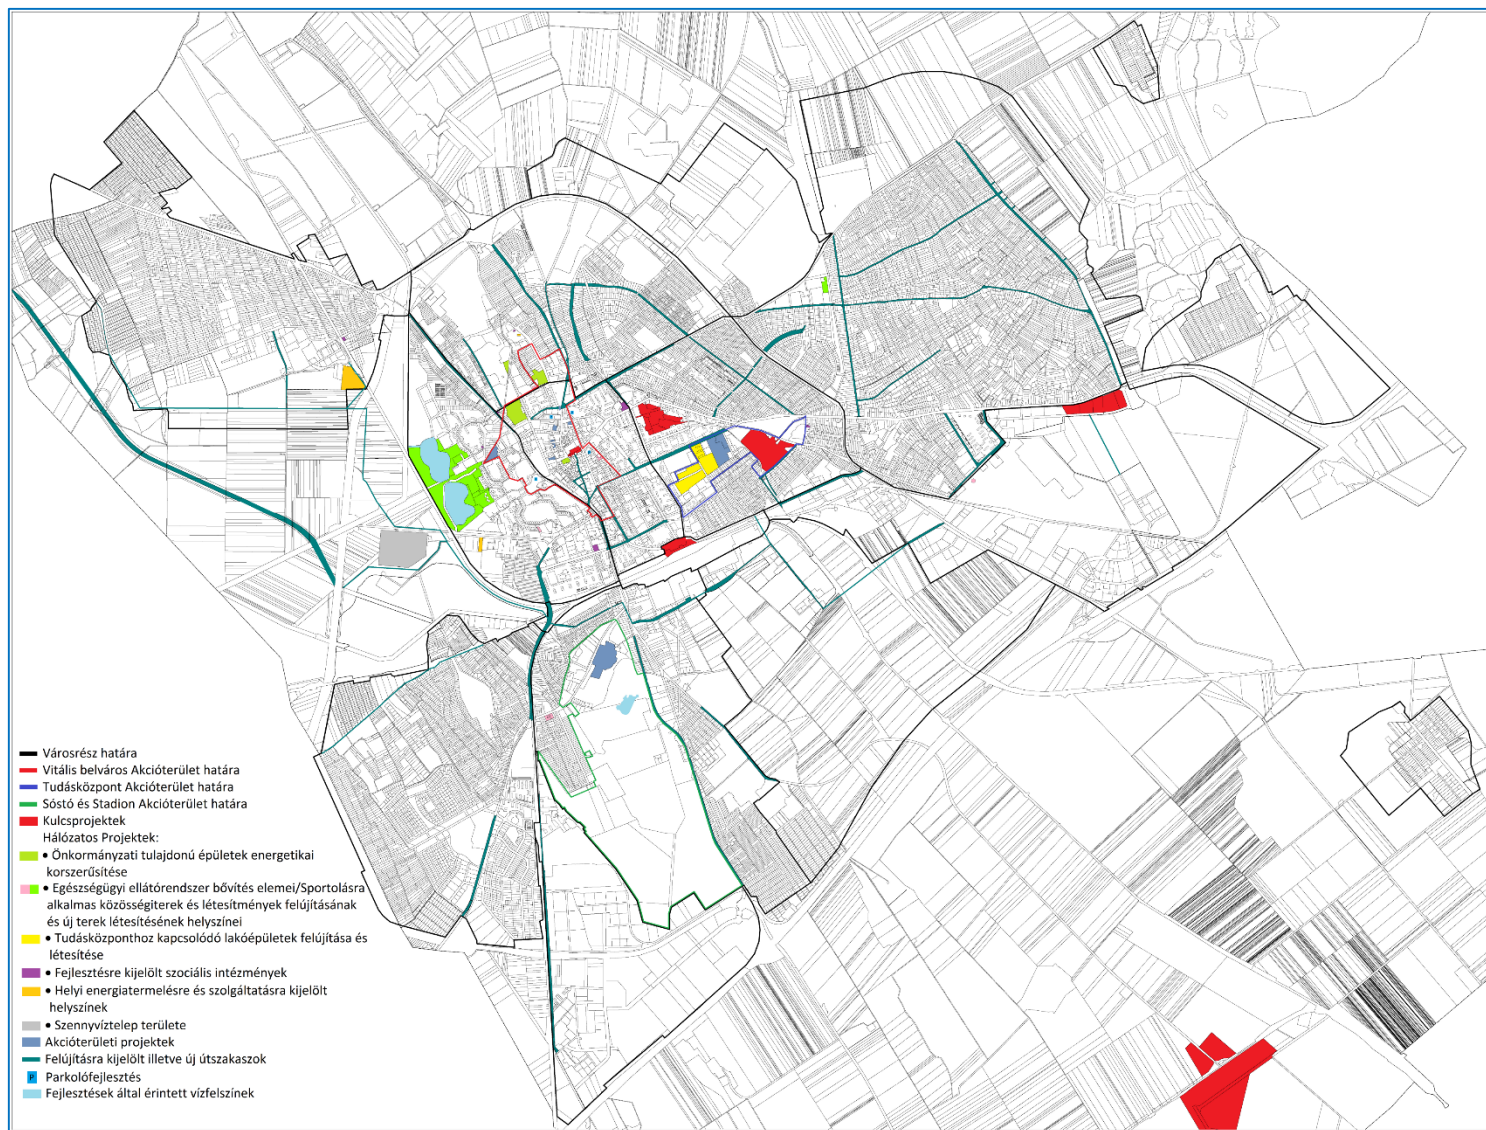 Városrész határa
Vitális belváros Akcióterület határa
Tudásközpont Akcióterület határa
Sóstó és Stadion Akcióterület határa
Kulcsprojektek
Hálózatos Projektek:
• Önkormányzati tulajdonú épületek energetikai
korszerűsítése
• Egészségügyi ellátórendszer bővítés elemei/Sportolásra
alkalmas közösségiterek és létesítmények felújításának
és új terek létesítésének helyszínei
• Tudásközponthoz kapcsolódó lakóépületek felújítása és
létesítése
• Fejlesztésre kijelölt szociális intézmények
• Helyi energiatermelésre és szolgáltatásra kijelölt
helyszínek
• Szennyvíztelep területe
Akcióterületi projektek
Felújításra kijelölt illetve új útszakaszok
P Parkolófejlesztés
Fejlesztések által érintett vízfelszínek